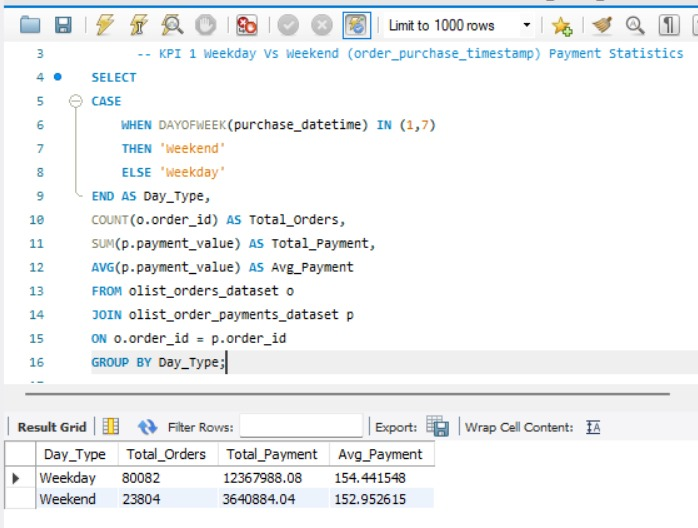 Limit to 1000 rows
3 -- KPI 1 Weekday Vs Weekend (order_purchase_timestamp) Payment Statistics
4 SELECT
5 CASE
6 WHEN DAYOFWEEK(purchase_datetime) IN (1,7)
7 THEN 'Weekend'
8 ELSE 'Weekday'
9 END AS Day_Type,
10 COUNT(o.order_id) AS Total_Orders,
11 SUM(p.payment_value) AS Total_Payment,
12 AVG(p.payment_value) AS Avg_Payment
13 FROM olist_orders_dataset o
14 JOIN olist_order_payments_dataset p
15 ON o.order_id = p.order_id
16 GROUP BY Day_Type;
Result Grid Filter Rows: Export: Wrap Cell Content: IA
Day_Type Total_Orders Total_Payment Avg_Payment
Weekday 80082 12367988.08 154.441548
Weekend 23804 3640884.04 152.952615